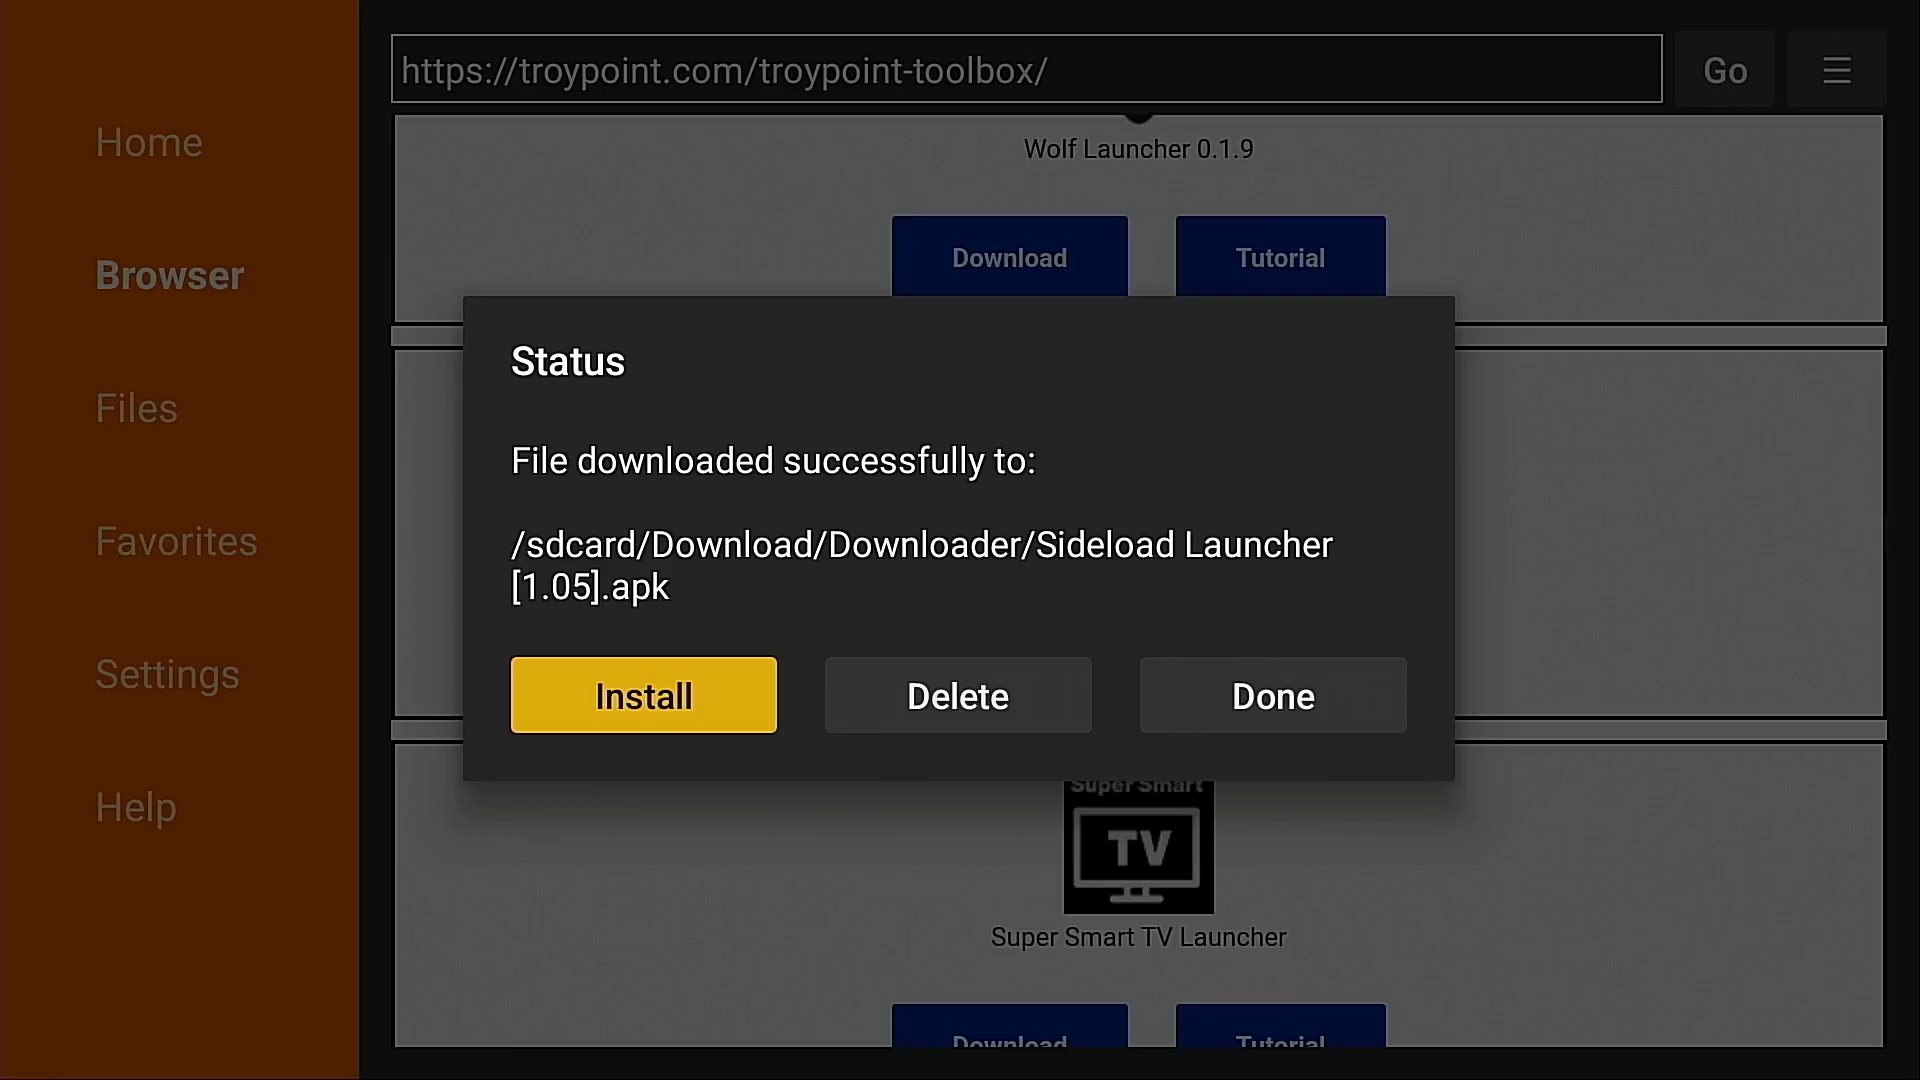 Home
Browser
Files
Favorites
Settings
Help
https://troypoint.com/troypoint-toolbox/
Go
Wolf Launcher 0.1.9
Download
Tutorial
Status
File downloaded successfully to:
/sdcard/Download/Downloader/Sideload Launcher
[1.05].apk
Install
Delete
Done
Super Smart
TV
Super Smart TV Launcher
Download
Tutorial